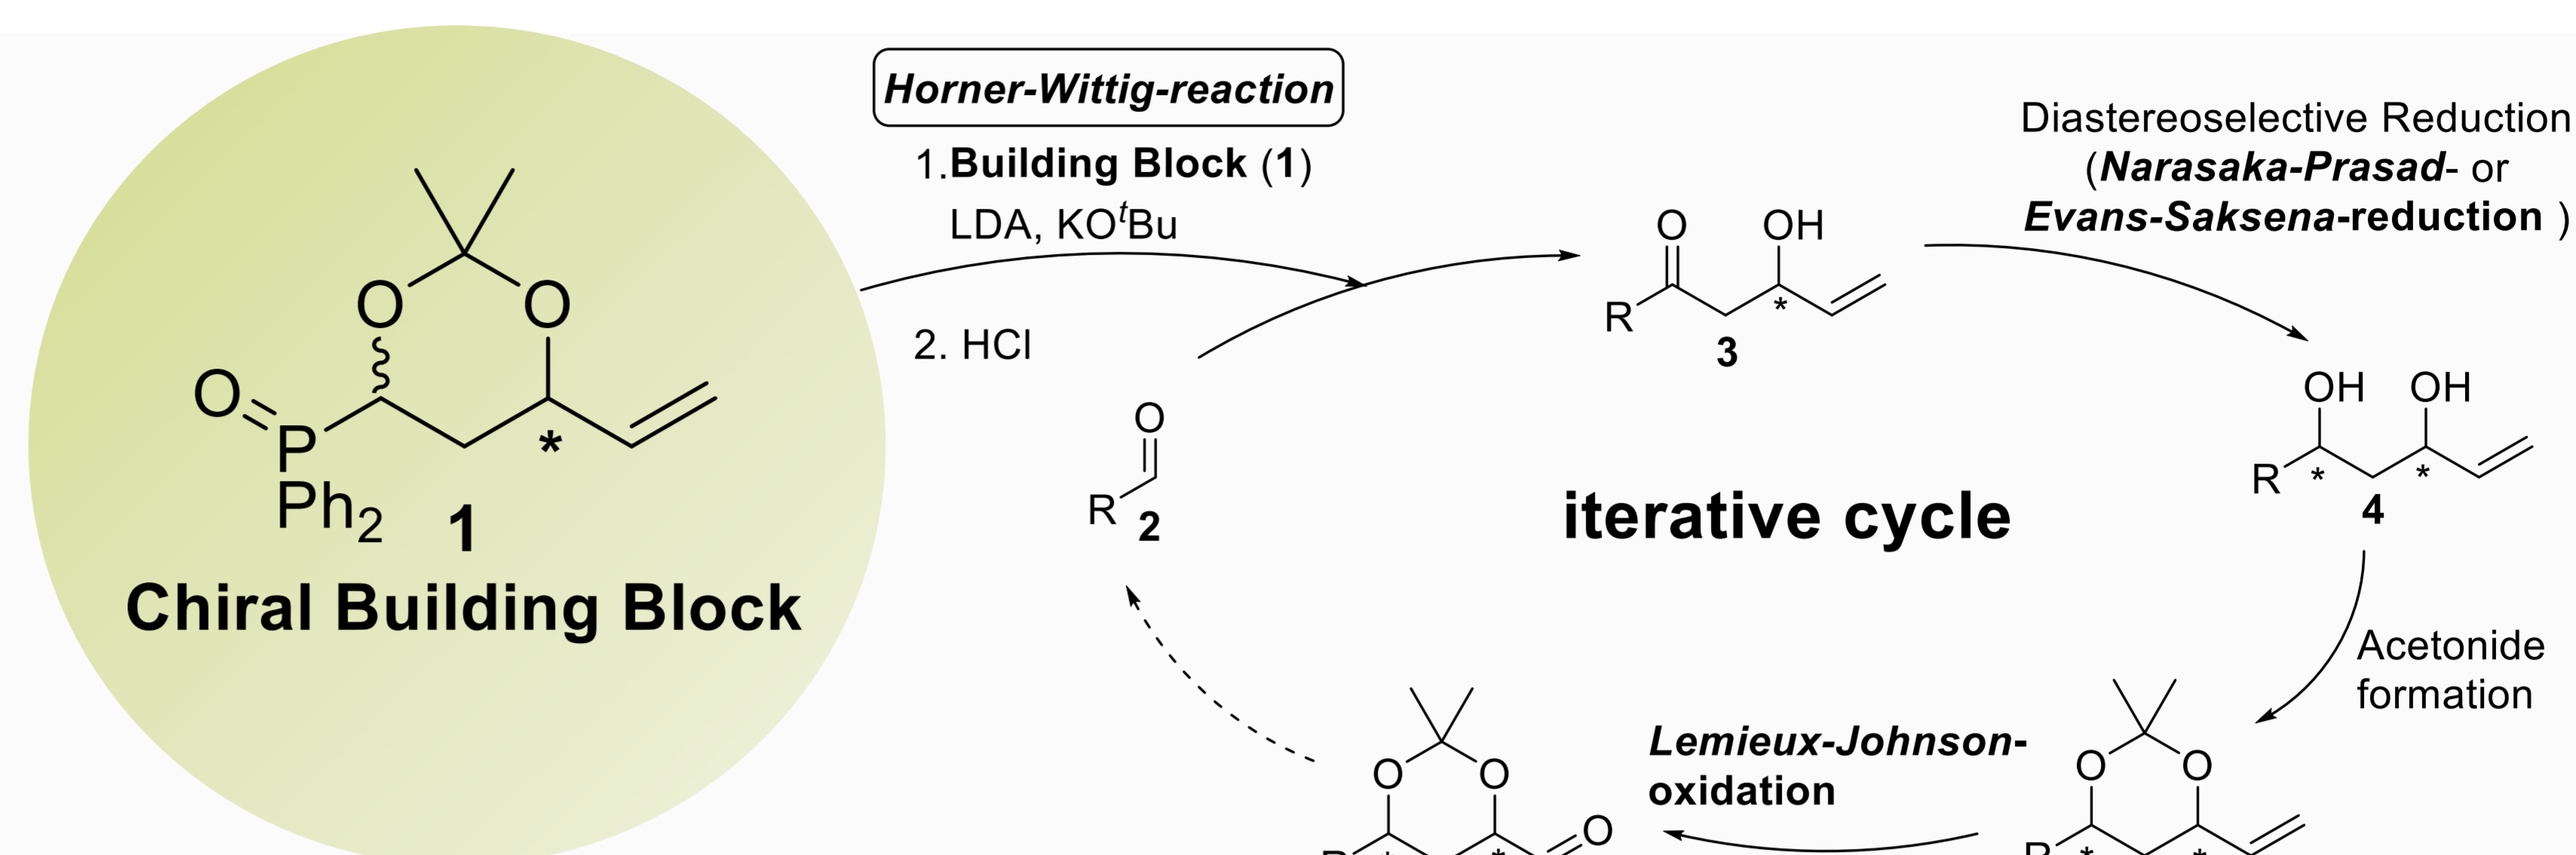 Horner-Wittig-reaction
1.Building Block (1)
LDA, KOtBu
2. HCl
Diastereoselective Reduction
(Narasaka-Prasad- or
Evans-Saksena-reduction )
O
O
O
P
Ph2
*
1
Chiral Building Block
O
OH
R
*
3
O
R
2
iterative cycle
OH
OH
R
*
*
4
Acetonide
formation
Lemieux-Johnson-
oxidation
O
O
O
R
*
*
O
O
R
*
*